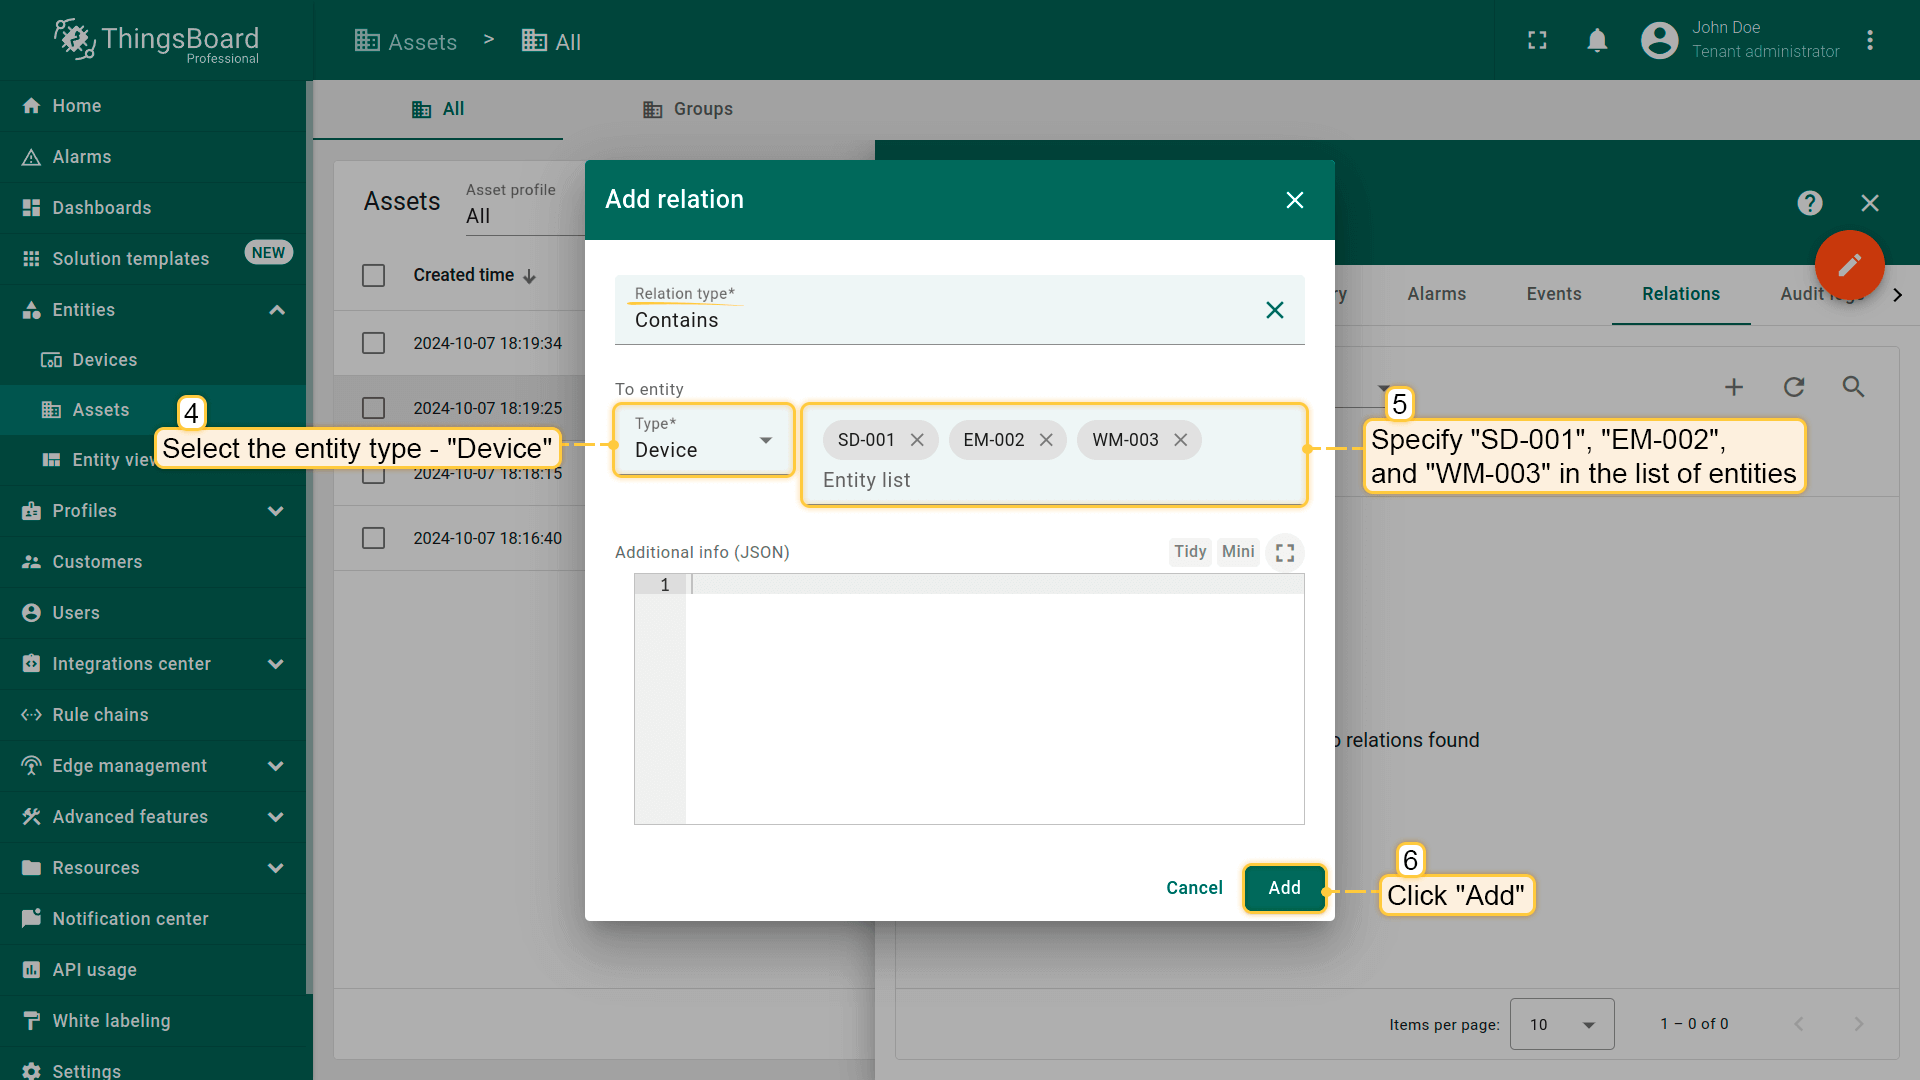 ThingsBoard
Professional
Assets > All
John Doe
Tenant administrator
Home
Alarms
Dashboards
Solution templates NEW
Entities
Devices
Assets
Profiles
Customers
Users
Integrations center
Rule chains
Edge management
Advanced features
Resources
Notification center
API usage
White labeling
Settings
All
Groups
Assets
Asset profile
All
Created time
2024-10-07 18:19:34
2024-10-07 18:19:25
2024-10-07 18:18:15
2024-10-07 18:16:40
Add relation
Relation type*
Contains
To entity
Type*
Device
SD-001
EM-002
WM-003
Entity list
Additional info (JSON)
Tidy
Mini
1
Cancel
Add
4
Select the entity type - "Device"
5
Specify "SD-001", "EM-002",
and "WM-003" in the list of entities
6
Click "Add"
Alarms
Events
Relations
Audit
relations found
Items per page: 10
1 – 0 of 0
Entity